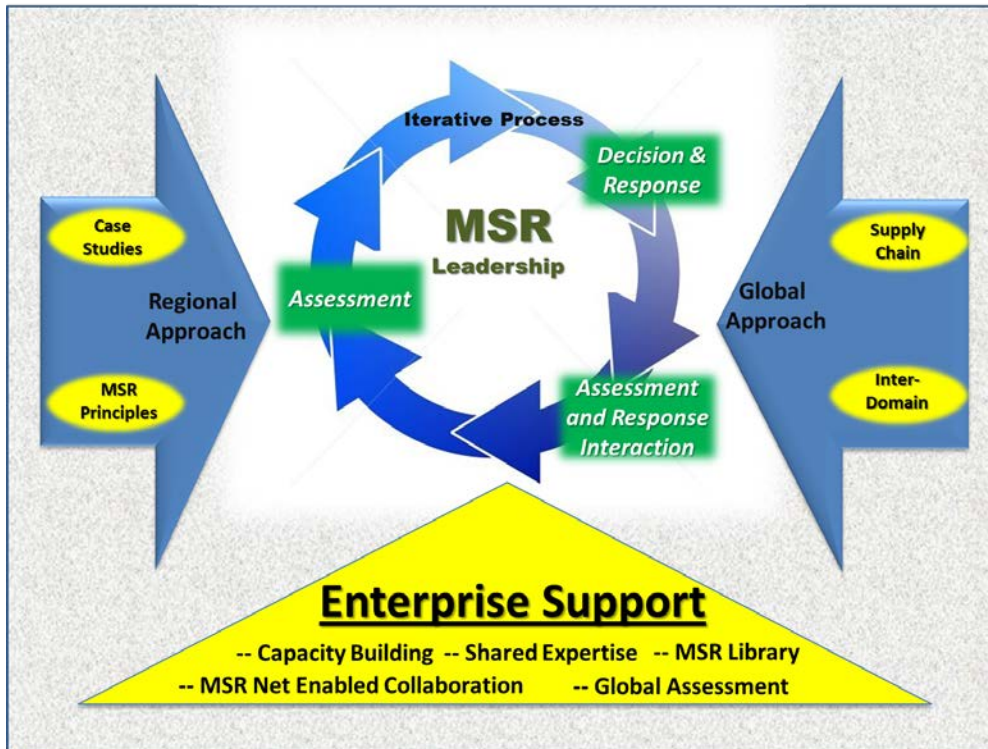 Iterative Process
Decision &
Response
MSR
Leadership
Assessment
Assessment
and Response
Interaction
Case
Studies
Regional
Approach
MSR
Principles
Supply
Chain
Global
Approach
Inter-
Domain
Enterprise Support
-- Capacity Building -- Shared Expertise -- MSR Library
-- MSR Net Enabled Collaboration -- Global Assessment